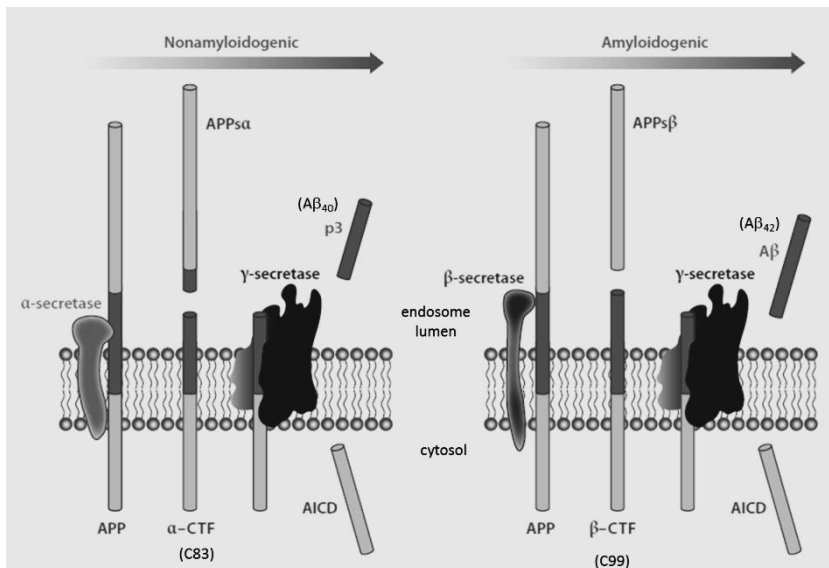 Nonamyloidogenic
APPsα
(Aβ₄₀)
p3
γ-secretase
α-secretase
APP
α-CTF
(C83)
AICD
endosome
lumen
cytosol
Amyloidogenic
APPsβ
(Aβ₄₂)
Aβ
β-secretase
γ-secretase
APP
β-CTF
(C99)
AICD